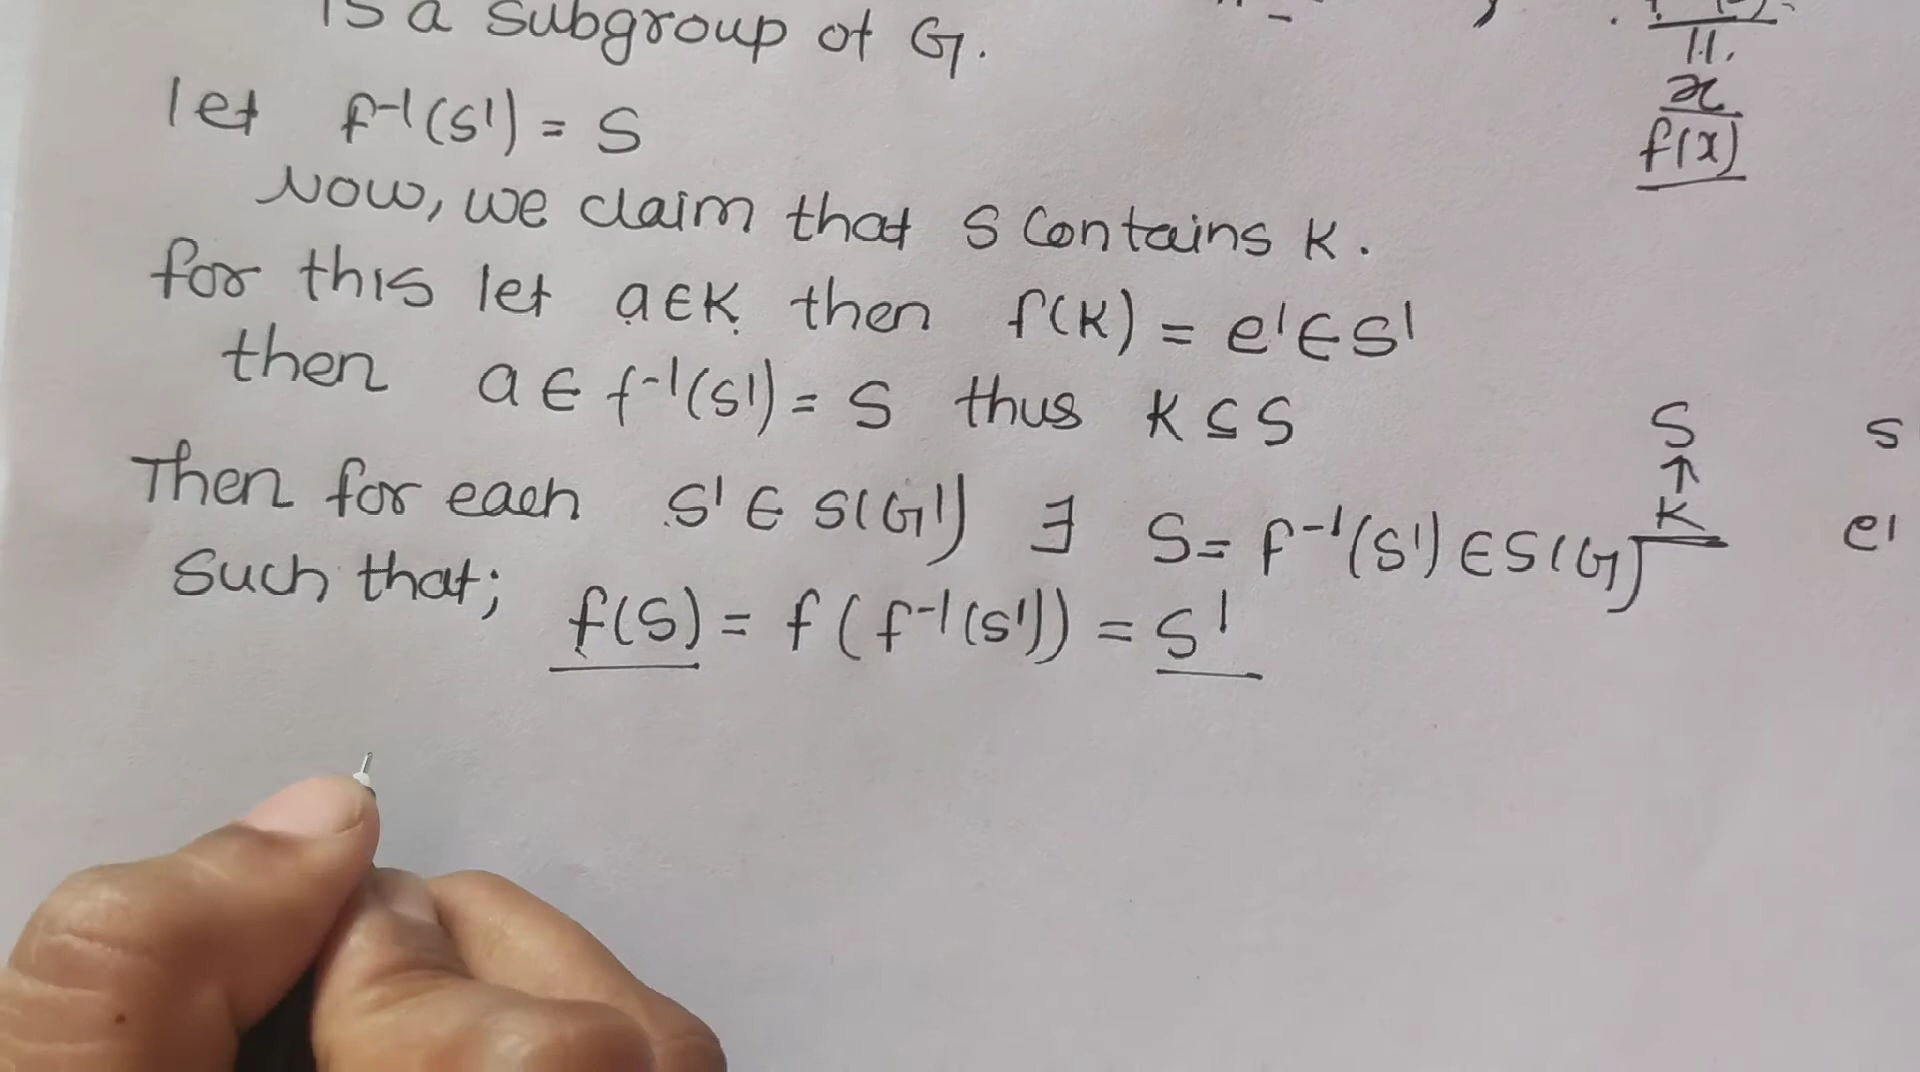 is a subgroup of G.
let f⁻¹(s') = S
Now, we claim that S contains K.
for this let a∈K then f(K) = e'∈S'
then a∈f⁻¹(s') = S thus K⊆S
Then for each S'∈S(G') ∃ S=f⁻¹(s')∈S(G)
Such that; f(S) = f(f⁻¹(s')) = S'
x
f(x)
S
↑
K
s
e'